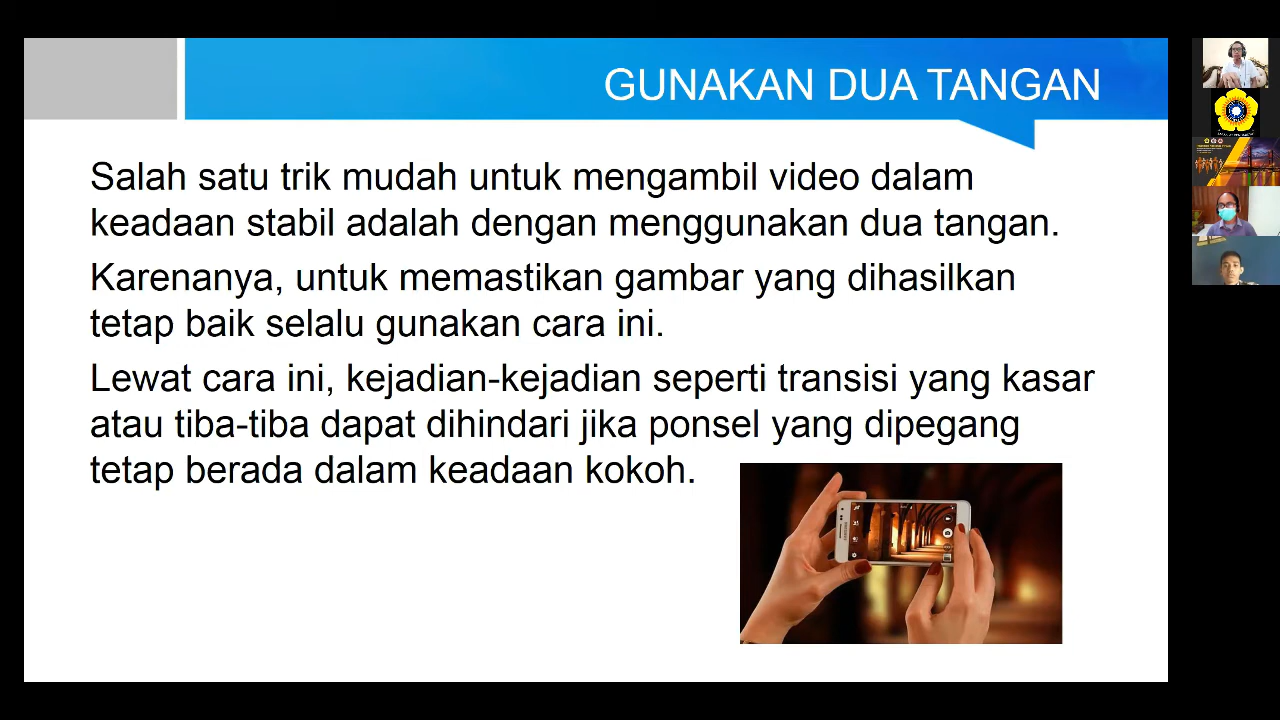 GUNAKAN DUA TANGAN
Salah satu trik mudah untuk mengambil video dalam
keadaan stabil adalah dengan menggunakan dua tangan.
Karenanya, untuk memastikan gambar yang dihasilkan
tetap baik selalu gunakan cara ini.
Lewat cara ini, kejadian-kejadian seperti transisi yang kasar
atau tiba-tiba dapat dihindari jika ponsel yang dipegang
tetap berada dalam keadaan kokoh.